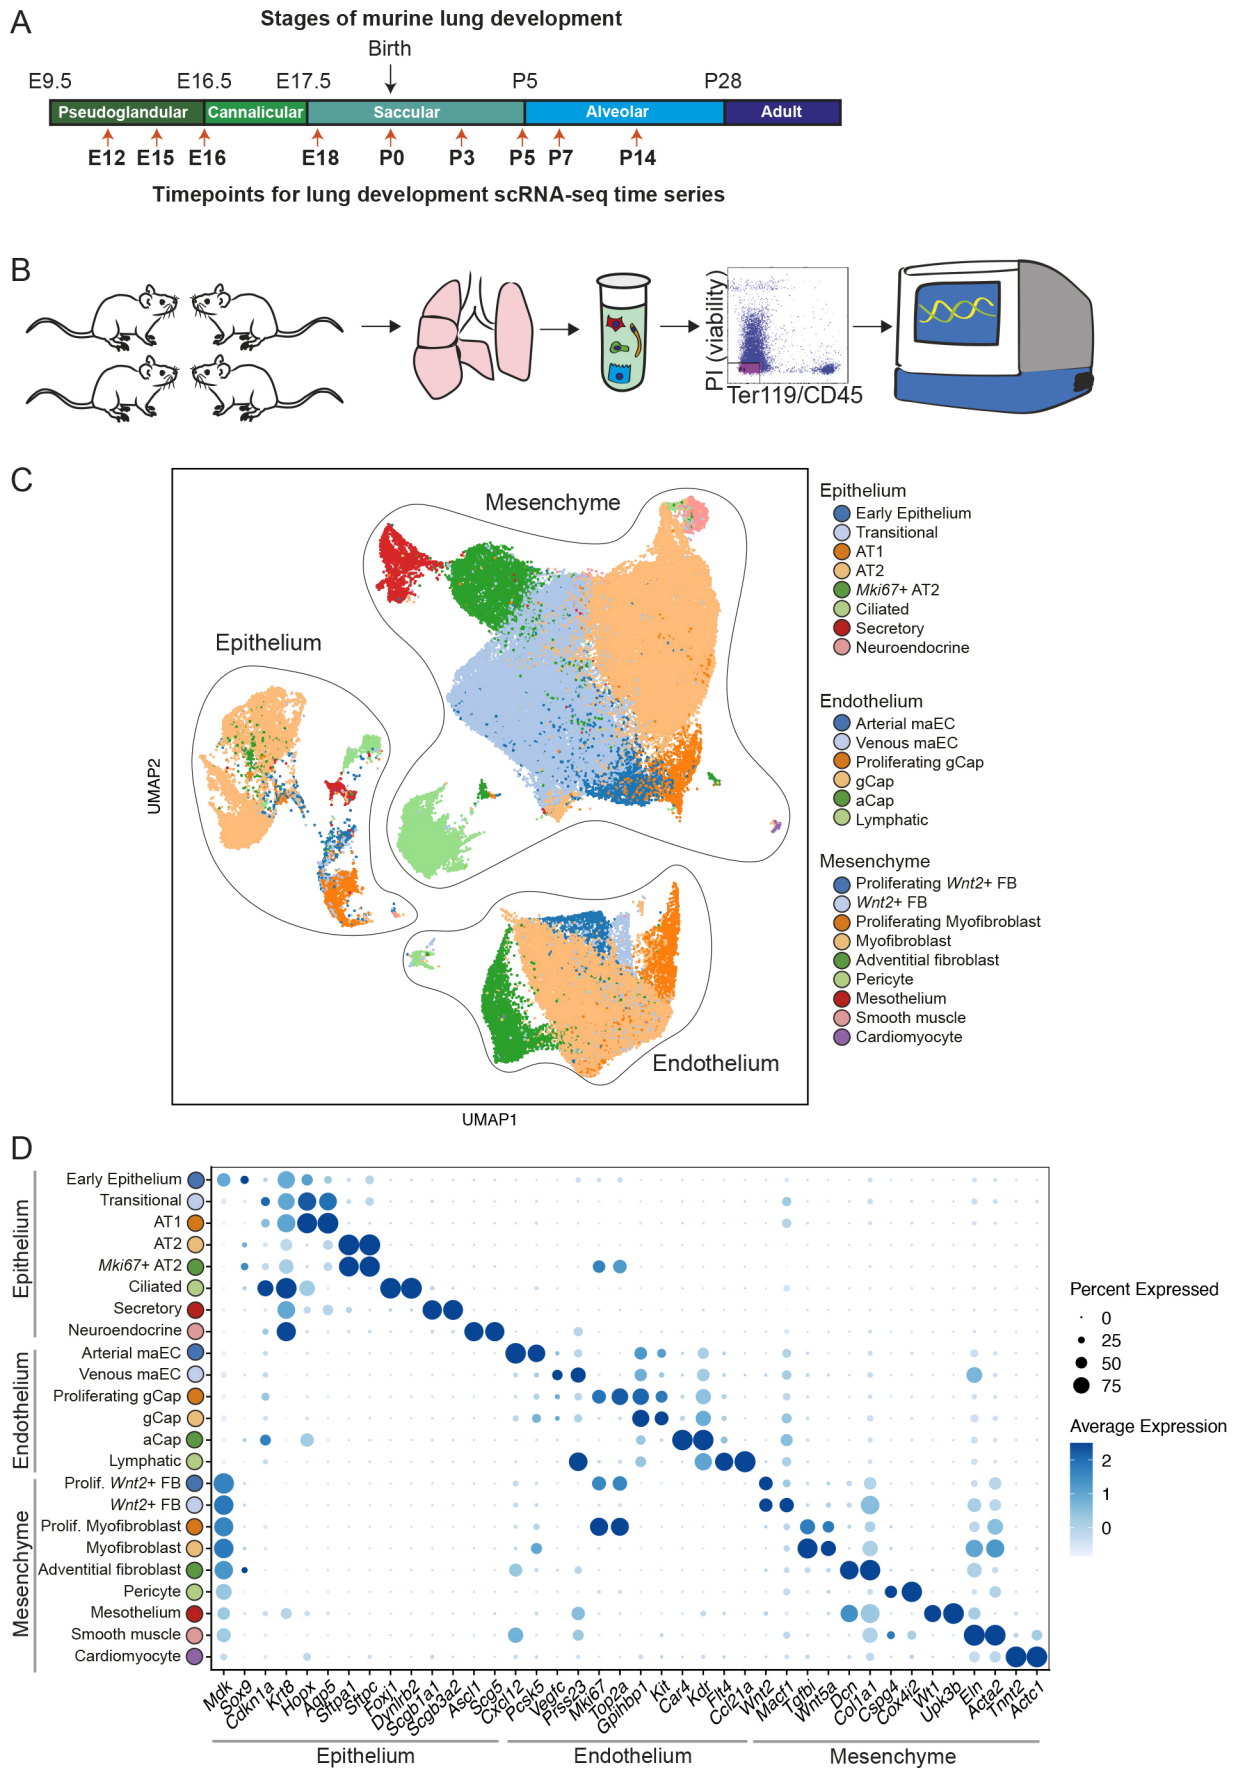 A
Stages of murine lung development
Birth
E9.5 E16.5 E17.5 P5 P28
Pseudoglandular Cannalicular Saccular Alveolar Adult
E12 E15 E16 E18 P0 P3 P5 P7 P14
Timepoints for lung development scRNA-seq time series
B
PI (viability)
Ter119/CD45
C
Mesenchyme
Epithelium
Endothelium
UMAP2
UMAP1
Epithelium
Early Epithelium
Transitional
AT1
AT2
Mki67+ AT2
Ciliated
Secretory
Neuroendocrine
Endothelium
Arterial maEC
Venous maEC
Proliferating gCap
gCap
aCap
Lymphatic
Mesenchyme
Proliferating Wnt2+ FB
Wnt2+ FB
Proliferating Myofibroblast
Myofibroblast
Adventitial fibroblast
Pericyte
Mesothelium
Smooth muscle
Cardiomyocyte
D
Epithelium
Early Epithelium
Transitional
AT1
AT2
Mki67+ AT2
Ciliated
Secretory
Neuroendocrine
Endothelium
Arterial maEC
Venous maEC
Proliferating gCap
gCap
aCap
Lymphatic
Mesenchyme
Prolif. Wnt2+ FB
Wnt2+ FB
Prolif. Myofibroblast
Myofibroblast
Adventitial fibroblast
Pericyte
Mesothelium
Smooth muscle
Cardiomyocyte
Mdk Sox9 Cdkn1a Krt8 Hopx Aqp5 Sftpa1 Sftpc Foxj1 Dynlrb2 Scgb1a1 Scgb3a2 Ascl1 Scg5 Cxcl12 Pcsk5 Vegfc Prss23 Mki67 Top2a Gpihbp1 Kit Car4 Kdr Flt4 Ccl21a Wnt2 Macf1 Tgfbi Wnt5a Dcn Col1a1 Cspg4 Cox4i2 Wt1 Upk3b Eln Acta2 Tnnt2 Actc1
Epithelium Endothelium Mesenchyme
Percent Expressed
0
25
50
75
Average Expression
2
1
0